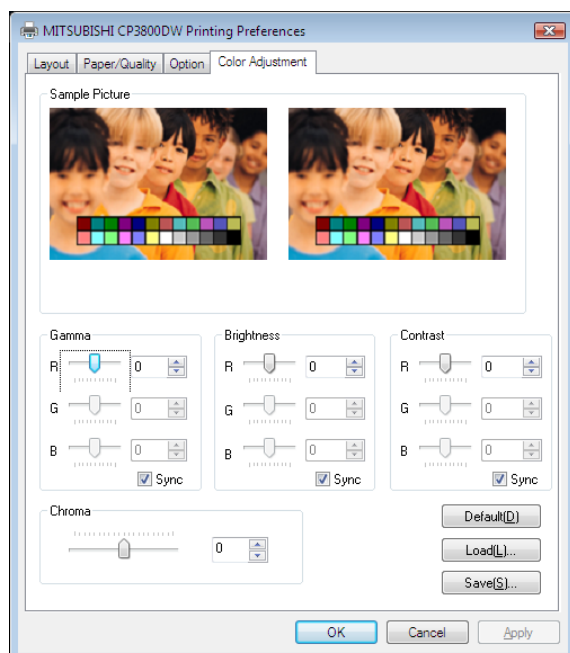 MITSUBISHI CP3800DW Printing Preferences
Layout Paper/Quality Option Color Adjustment
Sample Picture
Gamma Brightness Contrast
R 0 R 0 R 0
G 0 G 0 G 0
B 0 B 0 B 0
Sync Sync Sync
Chroma
0
Default(D)
Load(L)...
Save(S)...
OK Cancel Apply